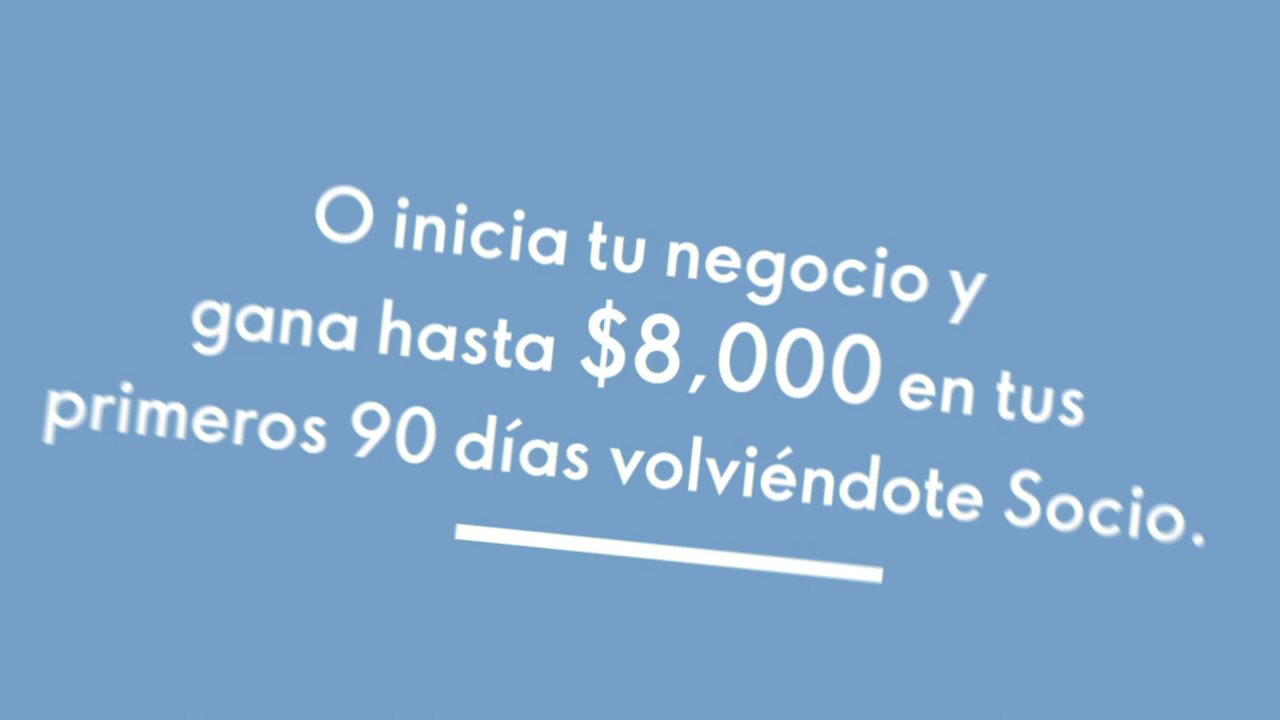 O inicia tu negocio y
gana hasta $8,000 en tus
primeros 90 días volviéndote Socio.